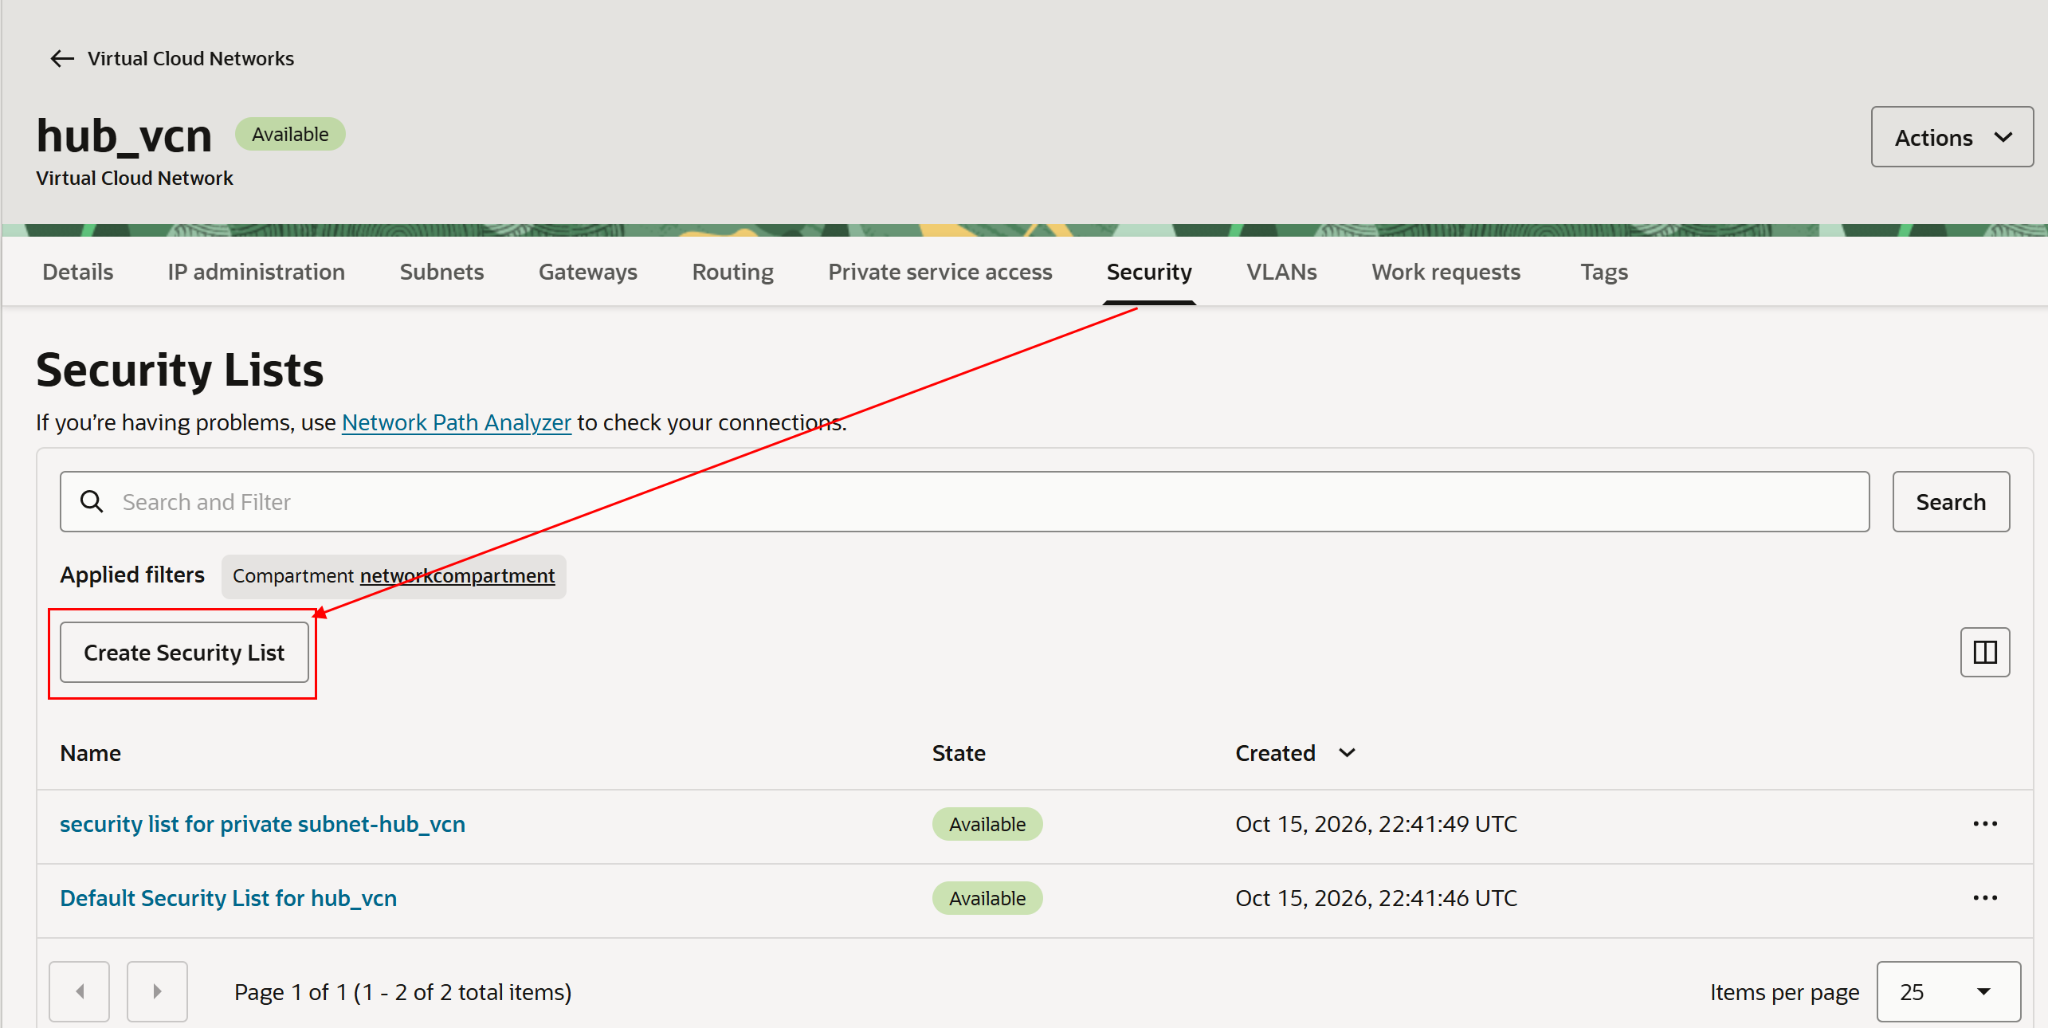 Virtual Cloud Networks
hub_vcn Available
Actions
Virtual Cloud Network
Details IP administration Subnets Gateways Routing Private service access Security VLANs Work requests Tags
Security Lists
If you’re having problems, use Network Path Analyzer to check your connections.
Search and Filter Search
Applied filters Compartment networkcompartment
Create Security List
Name State Created
security list for private subnet-hub_vcn Available Oct 15, 2026, 22:41:49 UTC
Default Security List for hub_vcn Available Oct 15, 2026, 22:41:46 UTC
Page 1 of 1 (1 - 2 of 2 total items) Items per page 25